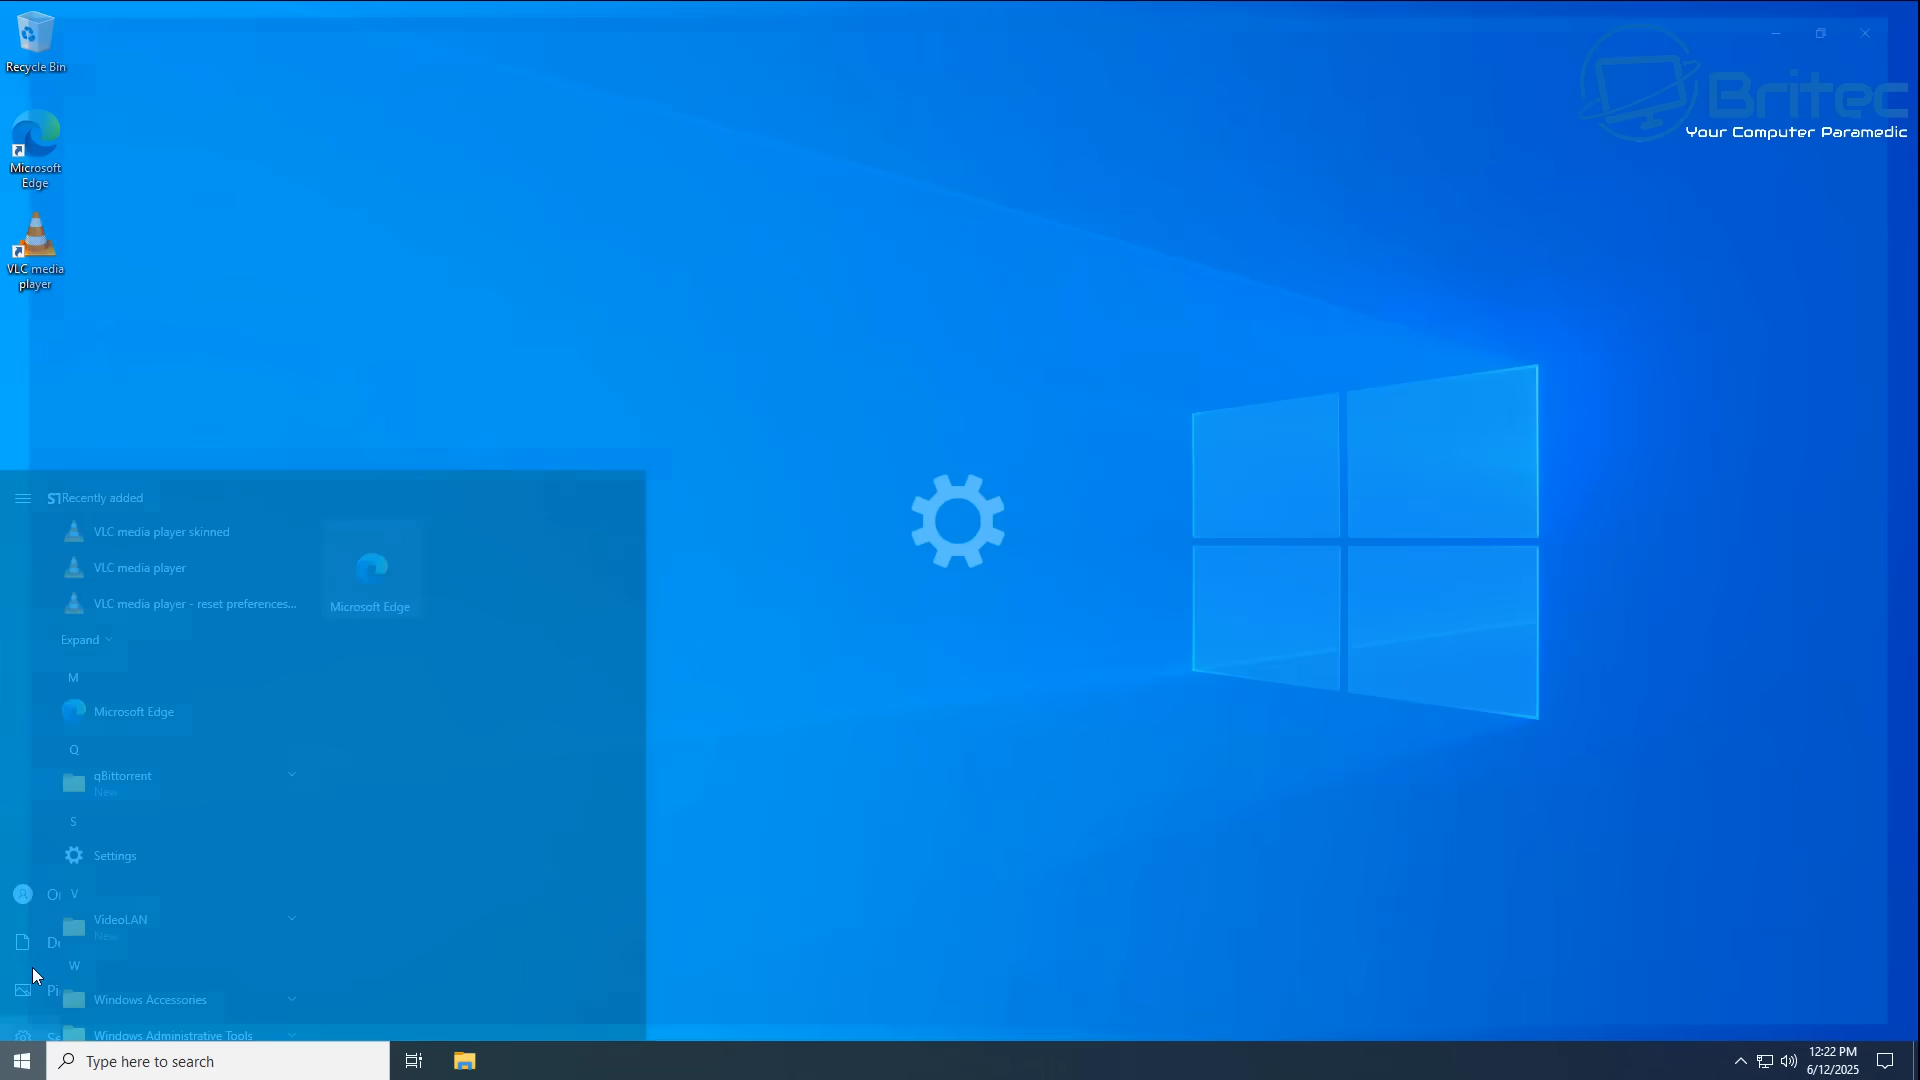 Recycle Bin
Microsoft
Edge
VLC media
player
Britec
Your Computer Paramedic
Recently added
VLC media player skinned
VLC media player
VLC media player - reset preferences...
Expand
M
Microsoft Edge
Q
qBittorrent
New
S
Settings
V
VideoLAN
New
W
Windows Accessories
Windows Administrative Tools
Microsoft Edge
Type here to search
12:22 PM
6/12/2025